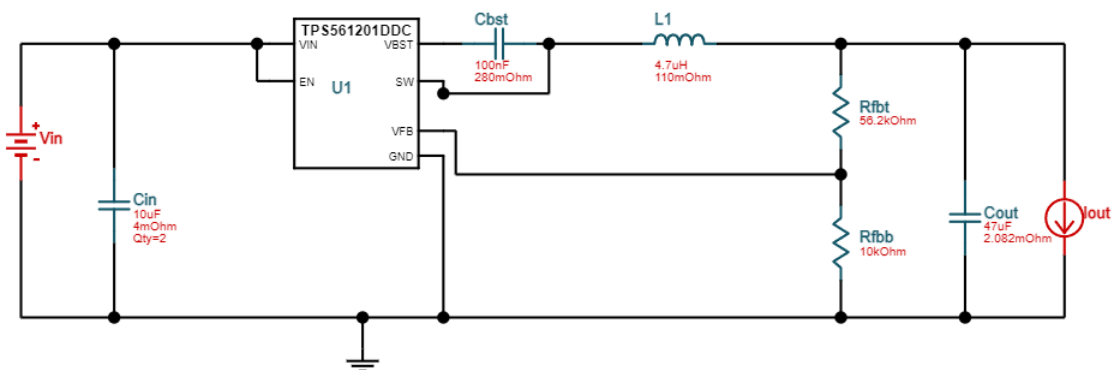 TPS561201DDC
VIN
VBST
EN
SW
U1
VFB
GND
Cbst
100nF
280mOhm
L1
4.7uH
110mOhm
+
Vin
-
Cin
10uF
4mOhm
Qty=2
Rfbt
56.2kOhm
Rfbb
10kOhm
Cout
47uF
2.082mOhm
Iout